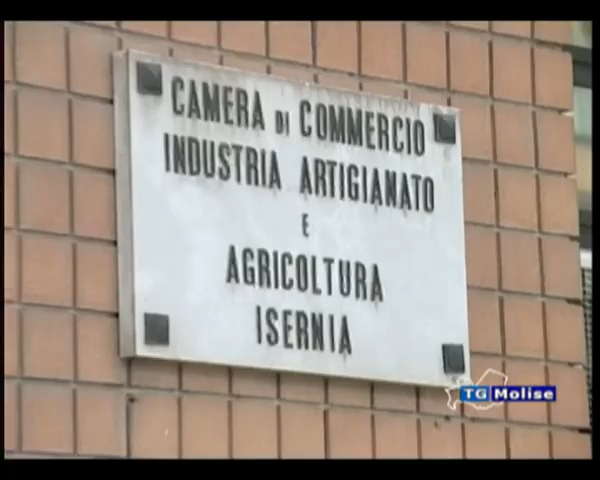 CAMERA DI COMMERCIO
INDUSTRIA ARTIGIANATO
E
AGRICOLTURA
ISERNIA
TG Molise